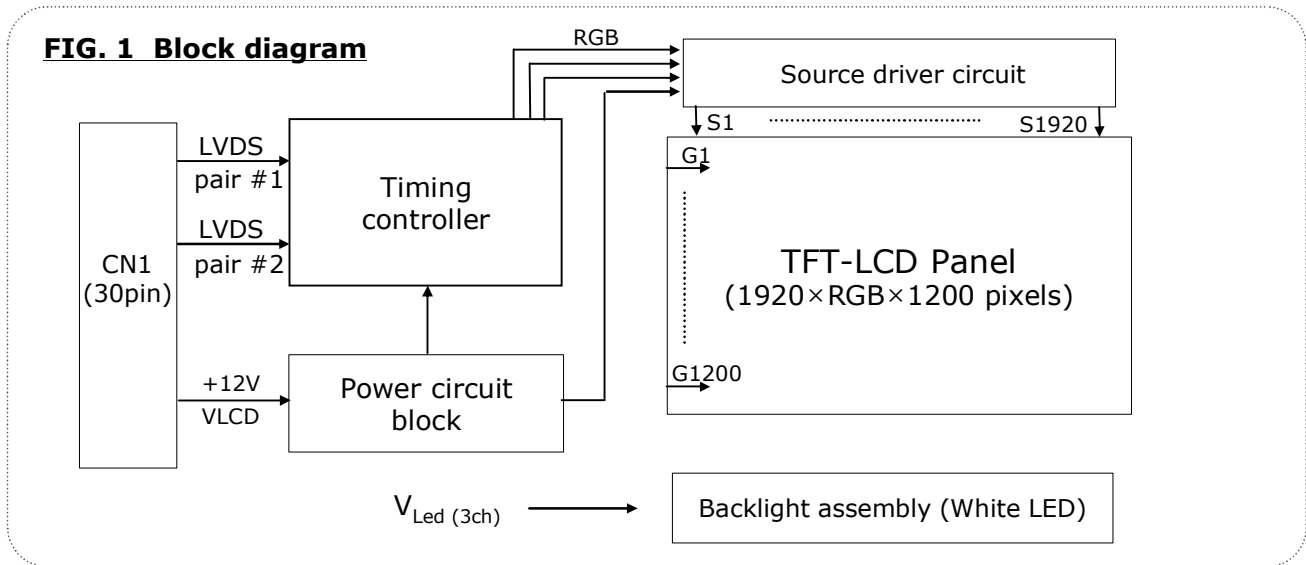 FIG. 1 Block diagram
RGB
Source driver circuit
S1
S1920
CN1
(30pin)
LVDS
pair #1
LVDS
pair #2
Timing
controller
G1
G1200
TFT-LCD Panel
(1920×RGB×1200 pixels)
+12V
VLCD
Power circuit
block
VLed (3ch)
Backlight assembly (White LED)